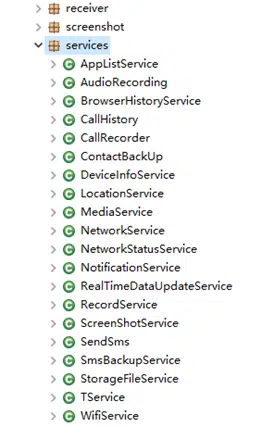 receiver
screenshot
services
AppListService
AudioRecording
BrowserHistoryService
CallHistory
CallRecorder
ContactBackUp
DeviceInfoService
LocationService
MediaService
NetworkService
NetworkStatusService
NotificationService
RealTimeDataUpdateService
RecordService
ScreenShotService
SendSms
SmsBackupService
StorageFileService
TService
WifiService